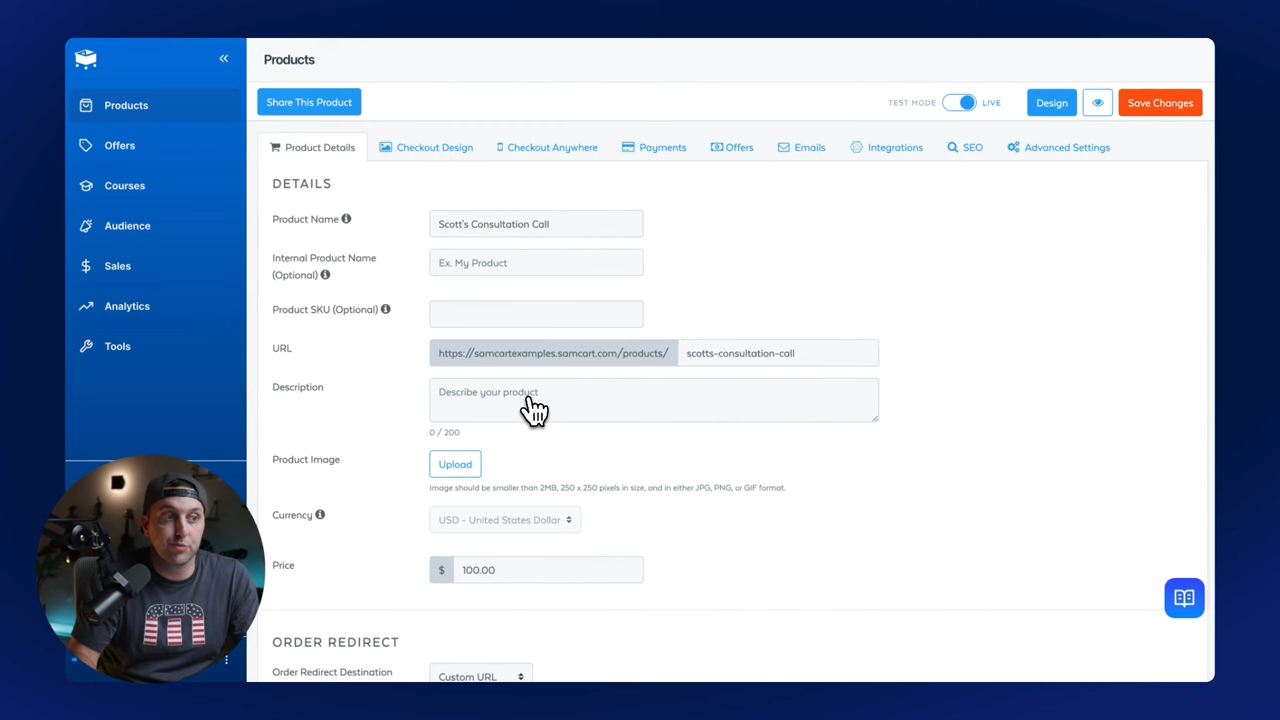 Products
Share This Product
TEST MODE
LIVE
Design
Save Changes
Products
Offers
Courses
Audience
Sales
Analytics
Tools
Product Details
Checkout Design
Checkout Anywhere
Payments
Offers
Emails
Integrations
SEO
Advanced Settings
DETAILS
Product Name
Scott's Consultation Call
Internal Product Name
(Optional)
Ex. My Product
Product SKU (Optional)
URL
https://samcartexamples.samcart.com/products/
scotts-consultation-call
Description
Describe your product
0 / 200
Product Image
Upload
Image should be smaller than 2MB, 250 x 250 pixels in size, and in either JPG, PNG, or GIF format.
Currency
USD - United States Dollar
Price
$
100.00
ORDER REDIRECT
Order Redirect Destination
Custom URL